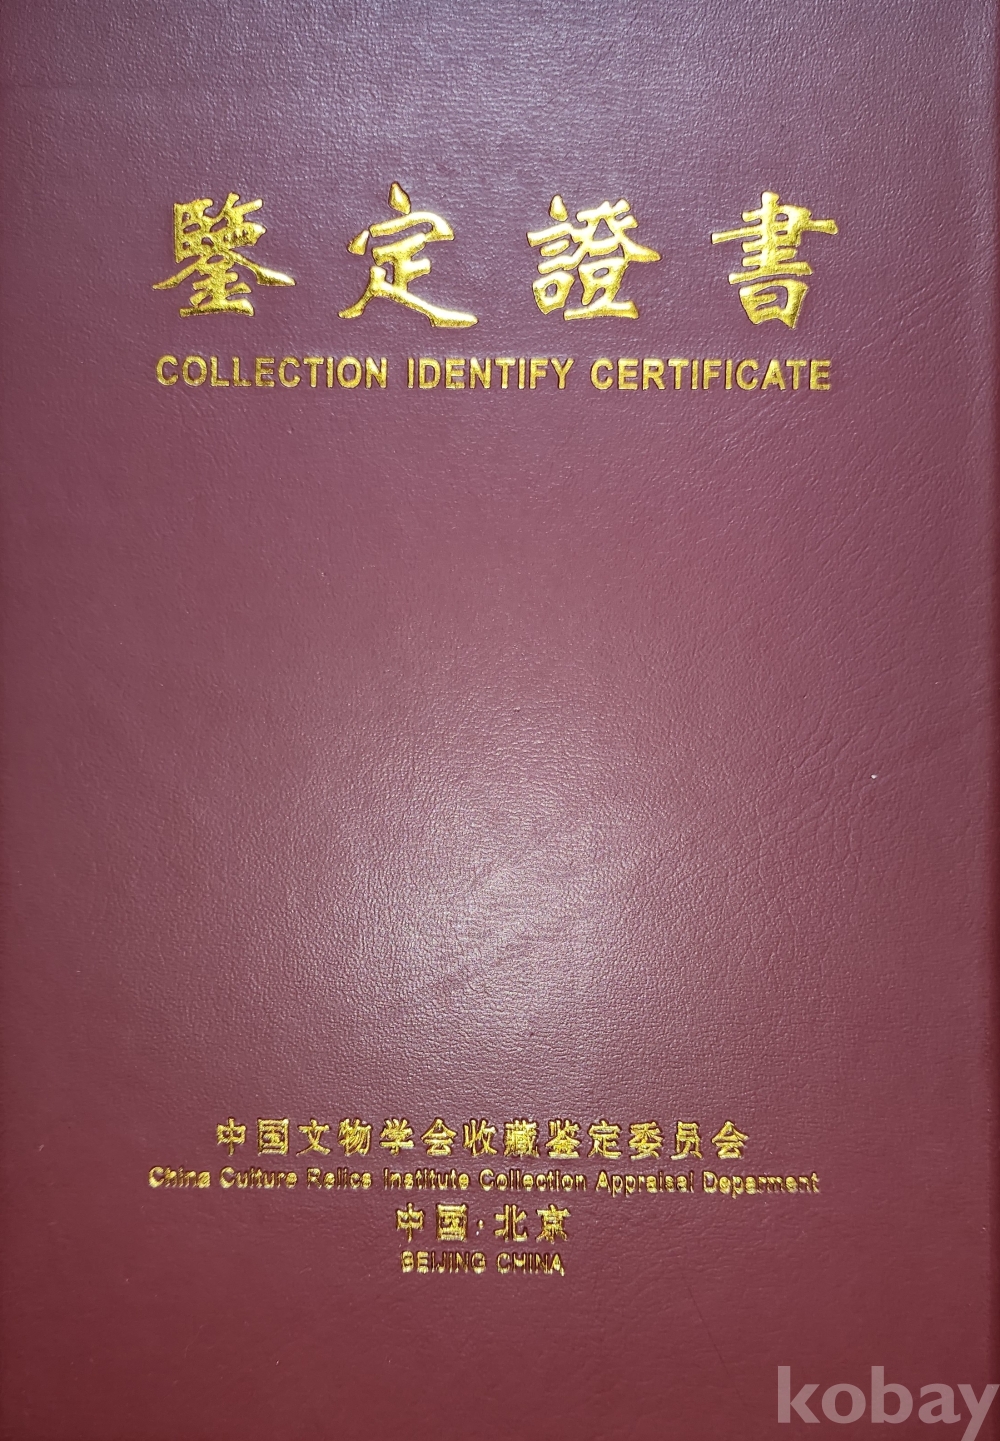 鑒定證書
COLLECTION IDENTIFY CERTIFICATE
中国文物学会收藏鉴定委员会
China Culture Relics Institute Collection Appraisal Deparment
中国·北京
BEIJING CHINA
kobay